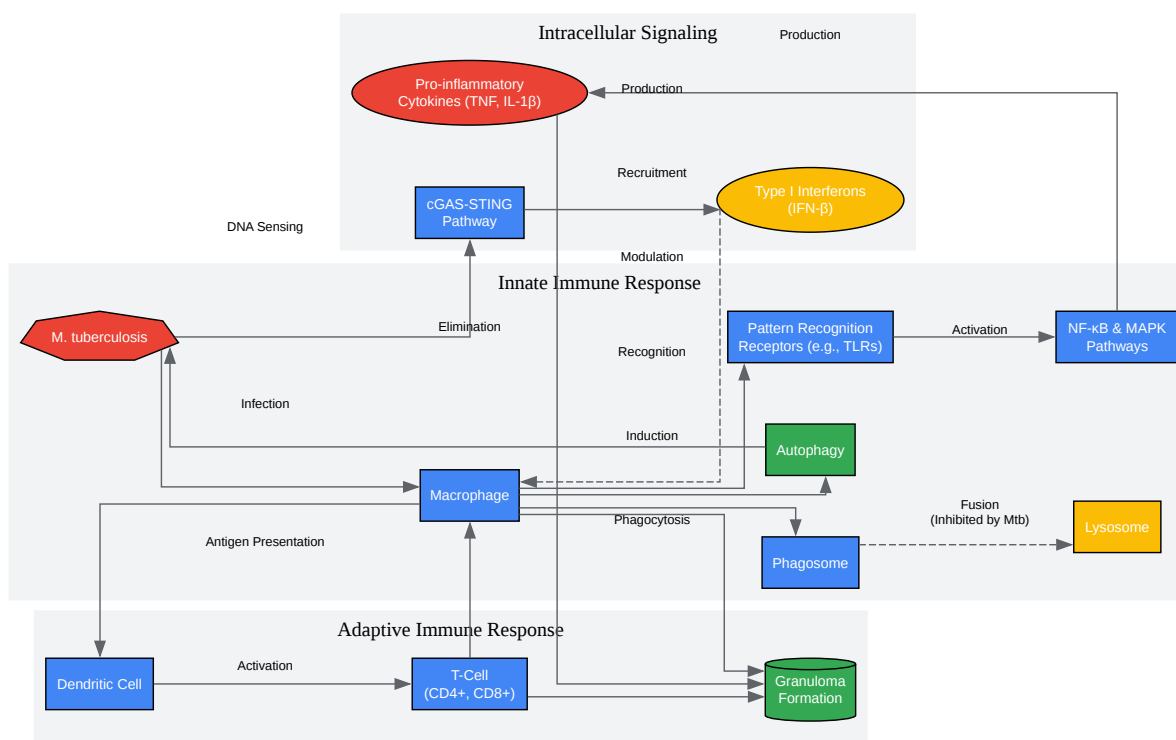 Intracellular Signaling
Production
Pro-inflammatory
Cytokines (TNF, IL-1β)
Production
Recruitment
Type I Interferons
(IFN-β)
cGAS-STING
Pathway
DNA Sensing
Modulation
Innate Immune Response
M. tuberculosis
Elimination
Pattern Recognition
Receptors (e.g., TLRs)
Activation
NF-κB & MAPK
Pathways
Recognition
Infection
Induction
Autophagy
Macrophage
Phagocytosis
Fusion
(Inhibited by Mtb)
Lysosome
Antigen Presentation
Phagosome
Adaptive Immune Response
Dendritic Cell
Activation
T-Cell
(CD4+, CD8+)
Granuloma
Formation